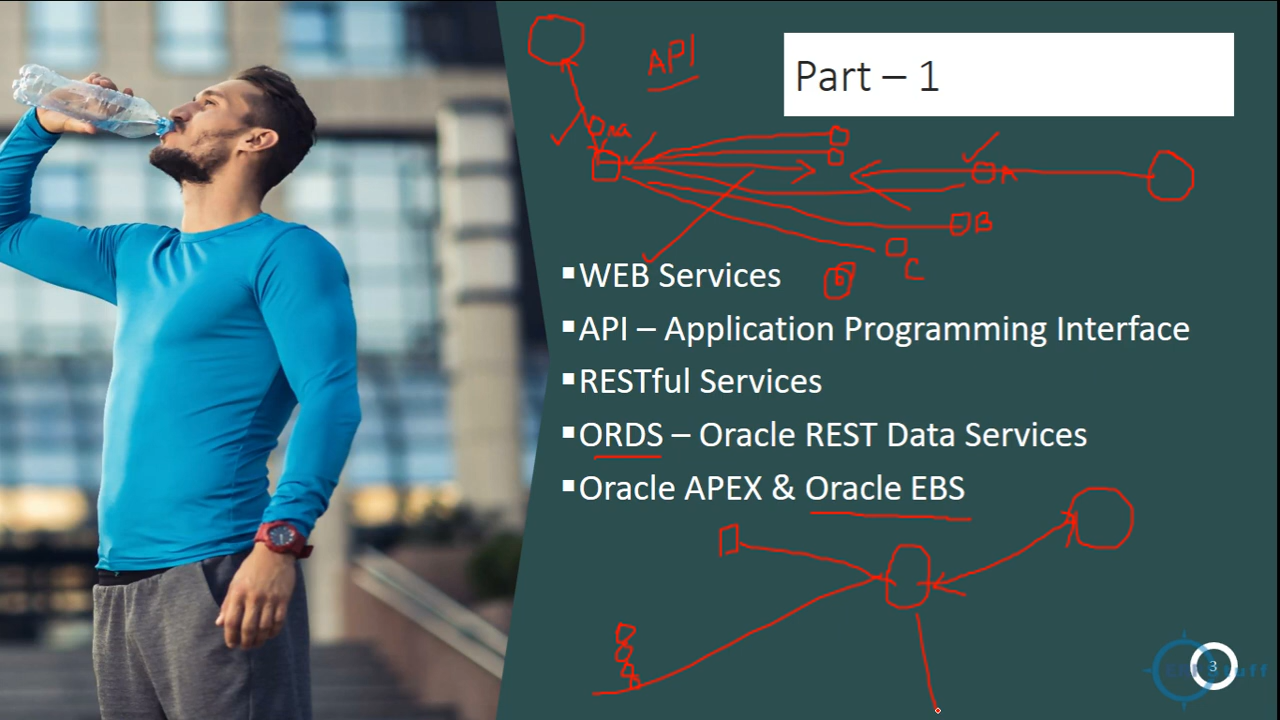 API
Part – 1
Ora
A
B
C
WEB Services
API – Application Programming Interface
RESTful Services
ORDS – Oracle REST Data Services
Oracle APEX & Oracle EBS
3